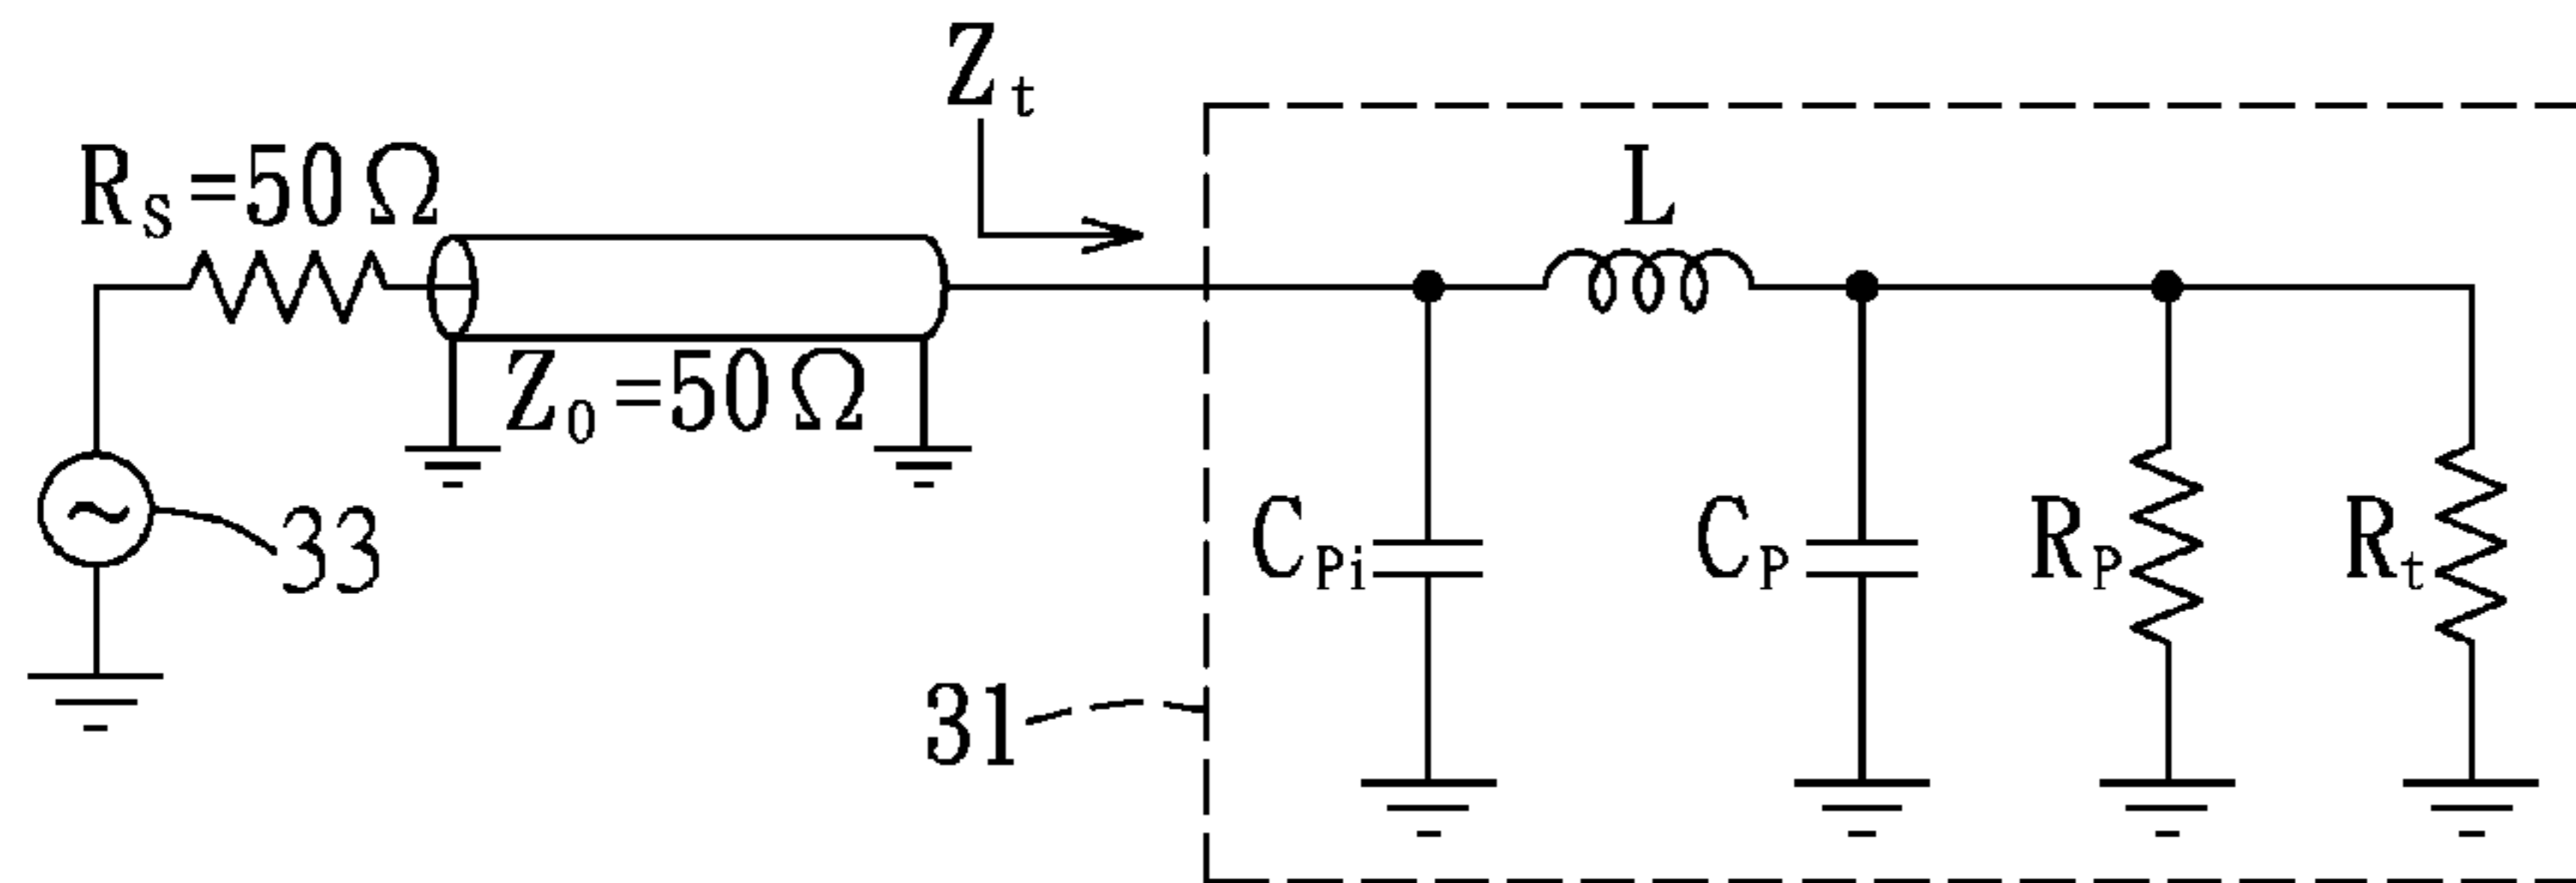 Zt
L
RS=50Ω
Z0=50Ω
CPi
CP
RP
Rt
33
31